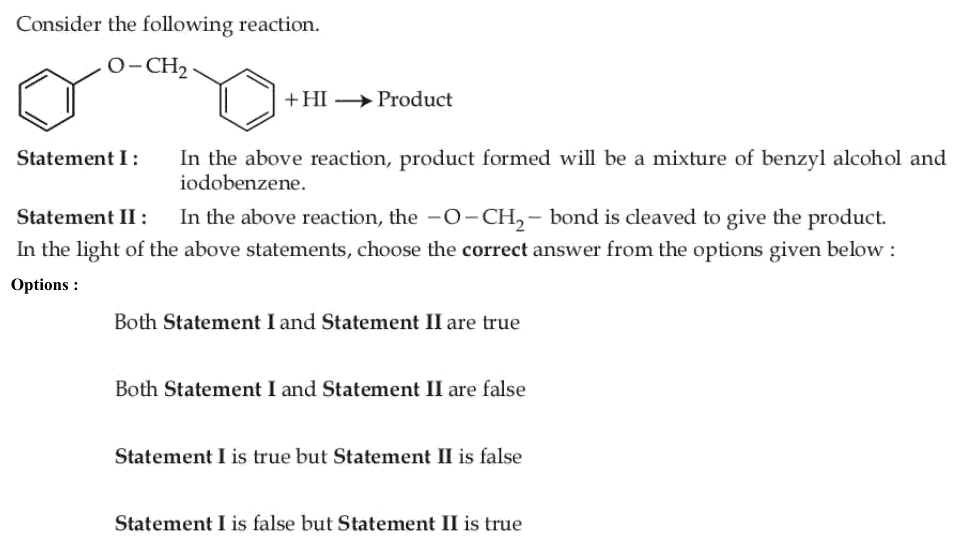 Consider the following reaction.
O–CH₂
+HI ⟶ Product
Statement I : In the above reaction, product formed will be a mixture of benzyl alcohol and
iodobenzene.
Statement II : In the above reaction, the –O–CH₂– bond is cleaved to give the product.
In the light of the above statements, choose the correct answer from the options given below :
Options :
Both Statement I and Statement II are true
Both Statement I and Statement II are false
Statement I is true but Statement II is false
Statement I is false but Statement II is true